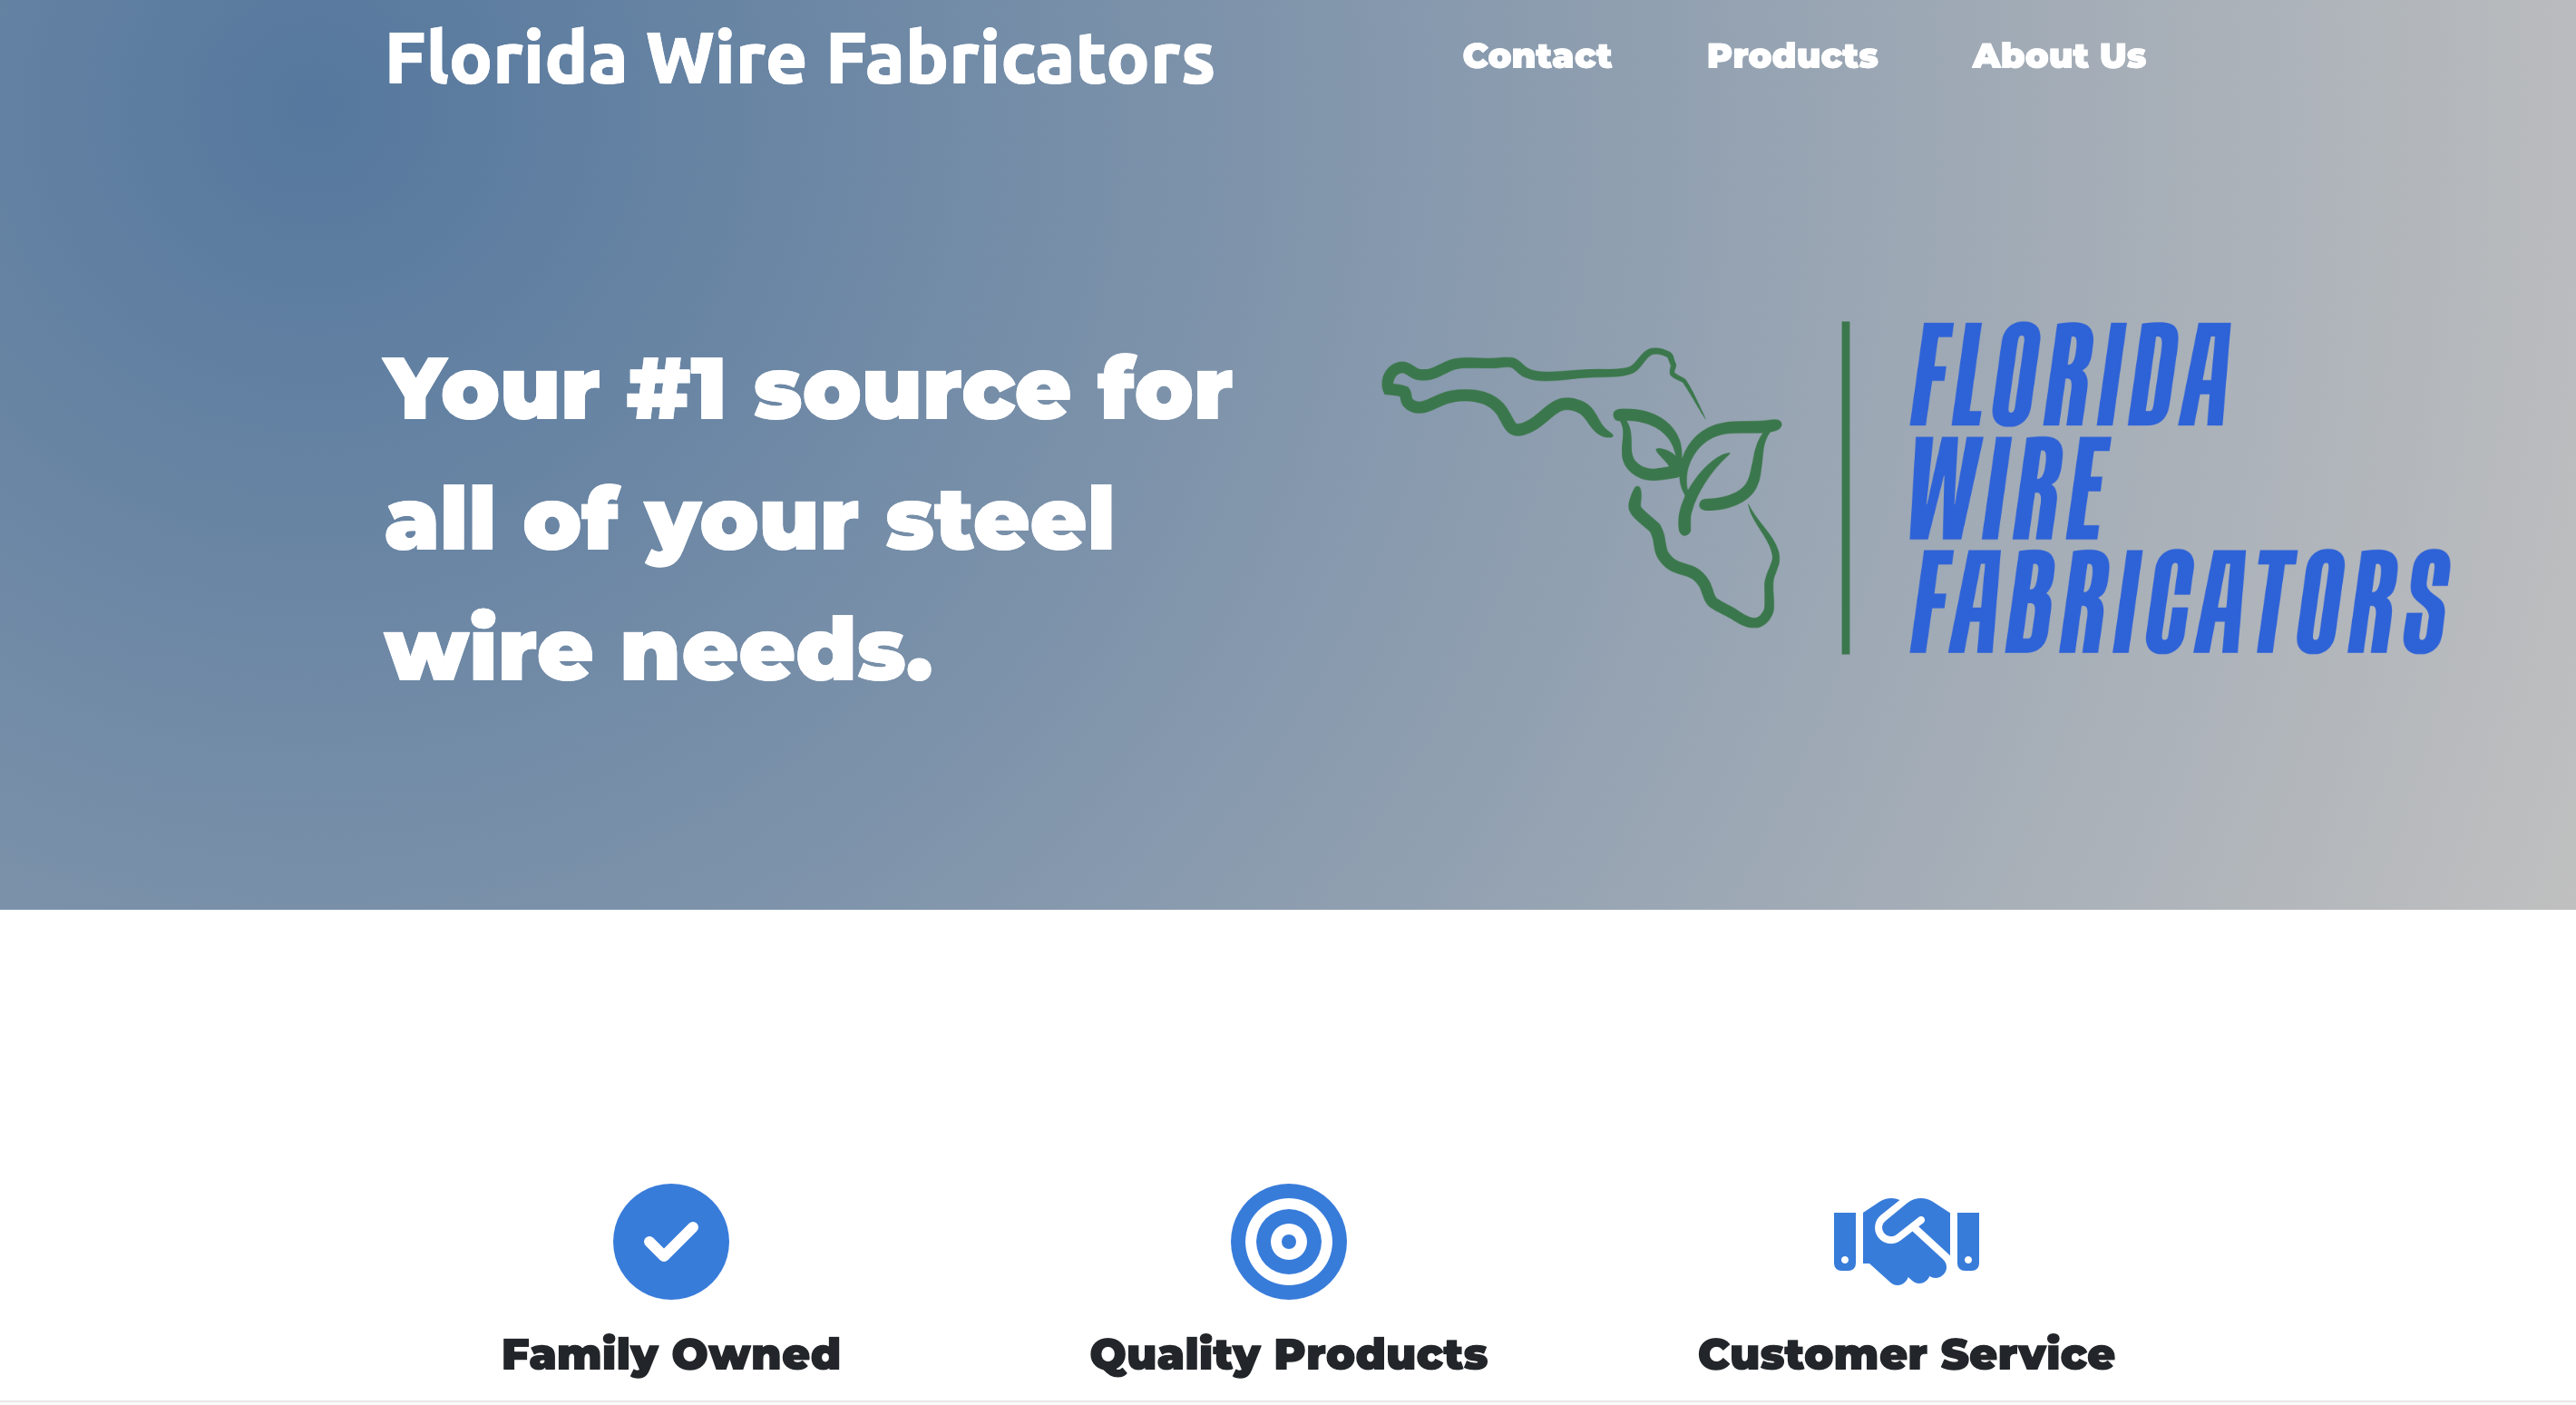 Florida Wire Fabricators
Contact Products About Us
Your #1 source for
all of your steel
wire needs.
FLORIDA
WIRE
FABRICATORS
Family Owned
Quality Products
Customer Service